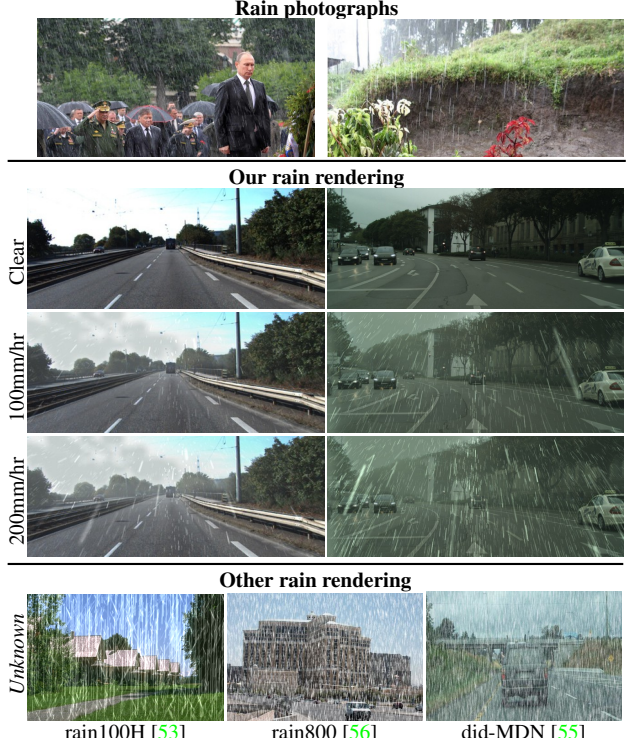 Rain photographs
Our rain rendering
Clear
100mm/hr
200mm/hr
Other rain rendering
Unknown
rain100H [53] rain800 [56] did-MDN [55]